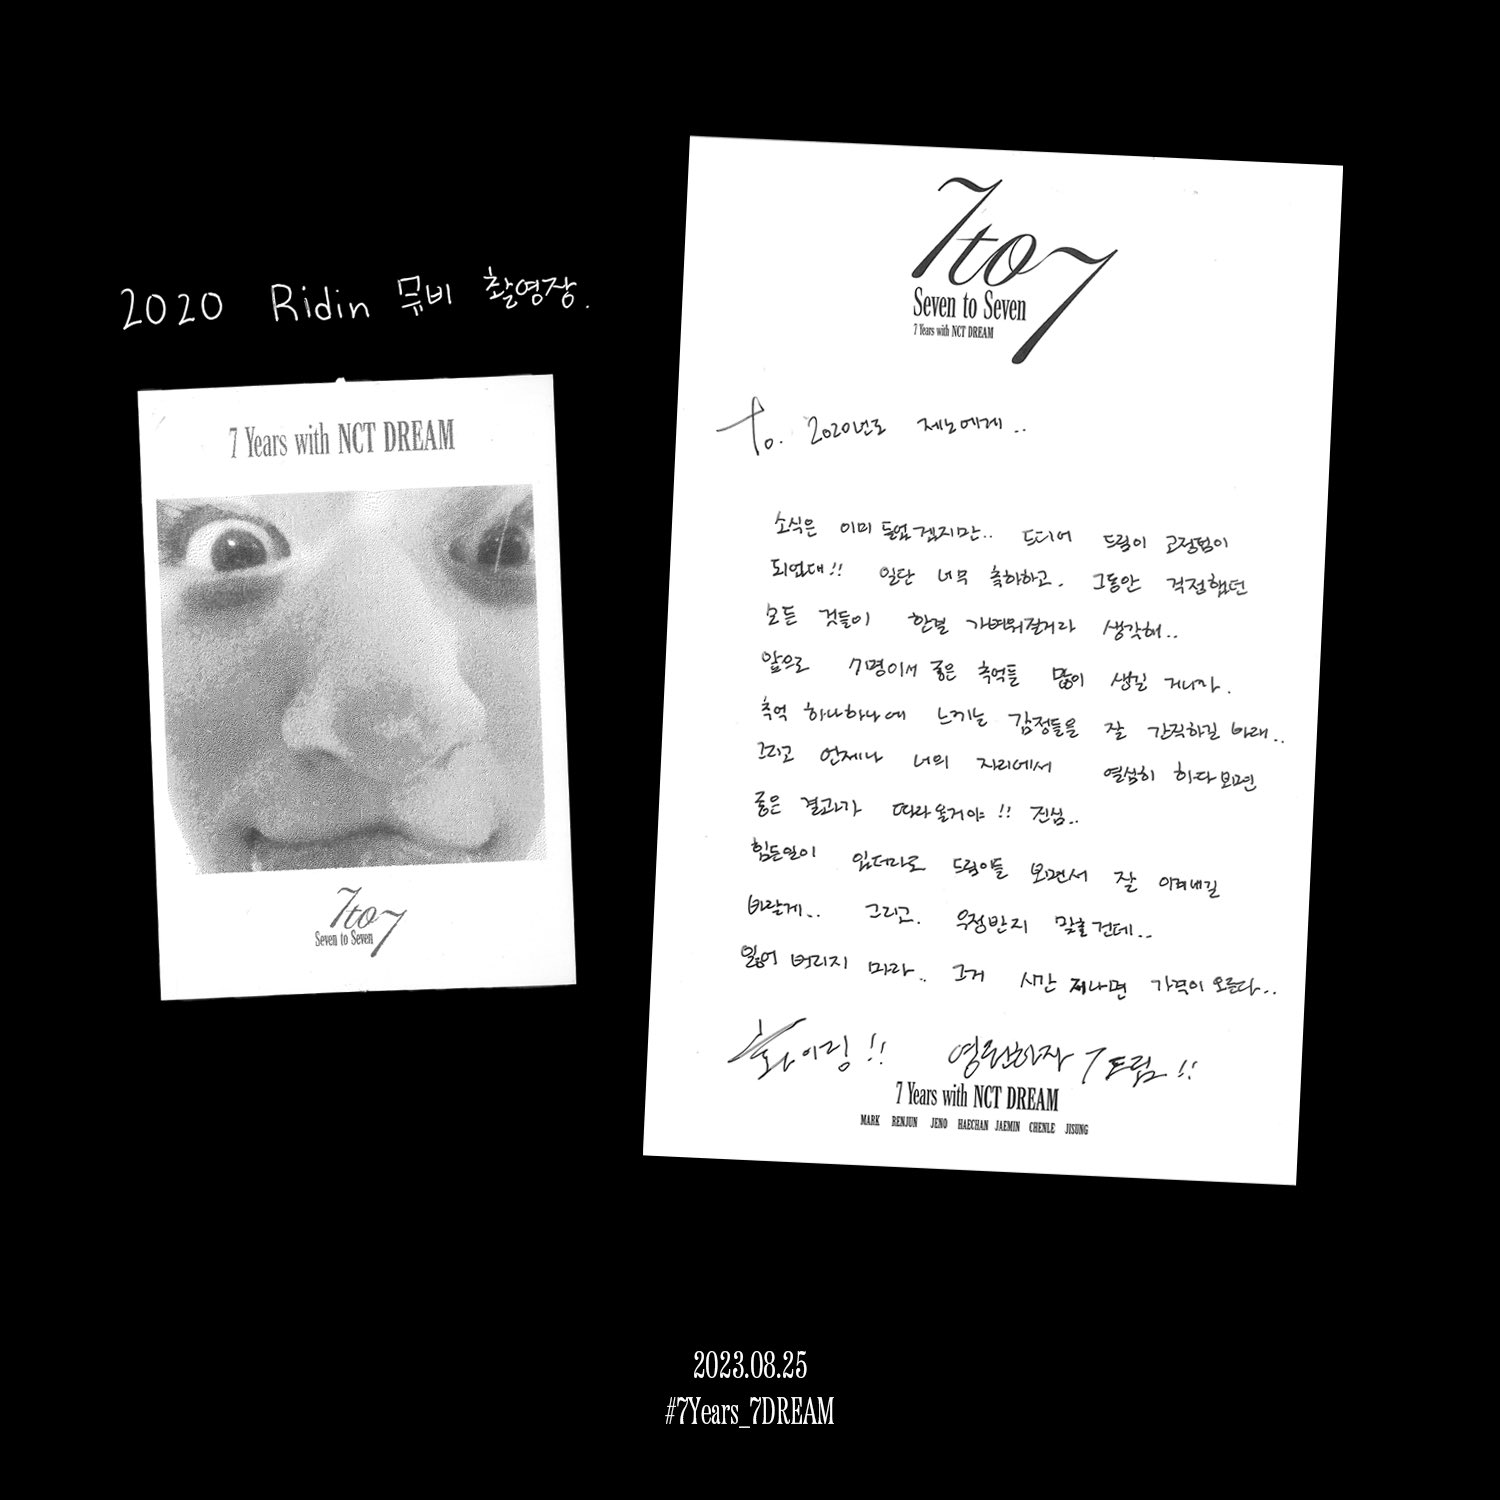 2020 Ridin 뮤비 촬영장.
7 Years with NCT DREAM
7to7
Seven to Seven
7to7
Seven to Seven
7 Years with NCT DREAM
To. 2020년도 제노에게..
소식은 이미 들었겠지만.. 드디어 드림이 고정팀이
되었대!! 일단 너무 축하하고. 그동안 걱정했던
모든 것들이 한결 가벼워질거라 생각해..
앞으로 7명이서 좋은 추억들 많이 생길 거니까.
추억 하나하나에 느끼는 감정들을 잘 간직하길 바래..
그리고 언제나 너의 자리에서 열심히 하다보면
좋은 결과가 따라올거야!! 진심..
힘든일이 있더라도 드림이들 보면서 잘 이겨내길
바랄게.. 그리고. 우정반지 맞출건데..
잃어 버리지 마라.. 그거 시간 지나면 가격이 오른다..
화이팅!! 영원하자 7드림!!
7 Years with NCT DREAM
MARK RENJUN JENO HAECHAN JAEMIN CHENLE JISUNG
2023.08.25
#7Years_7DREAM